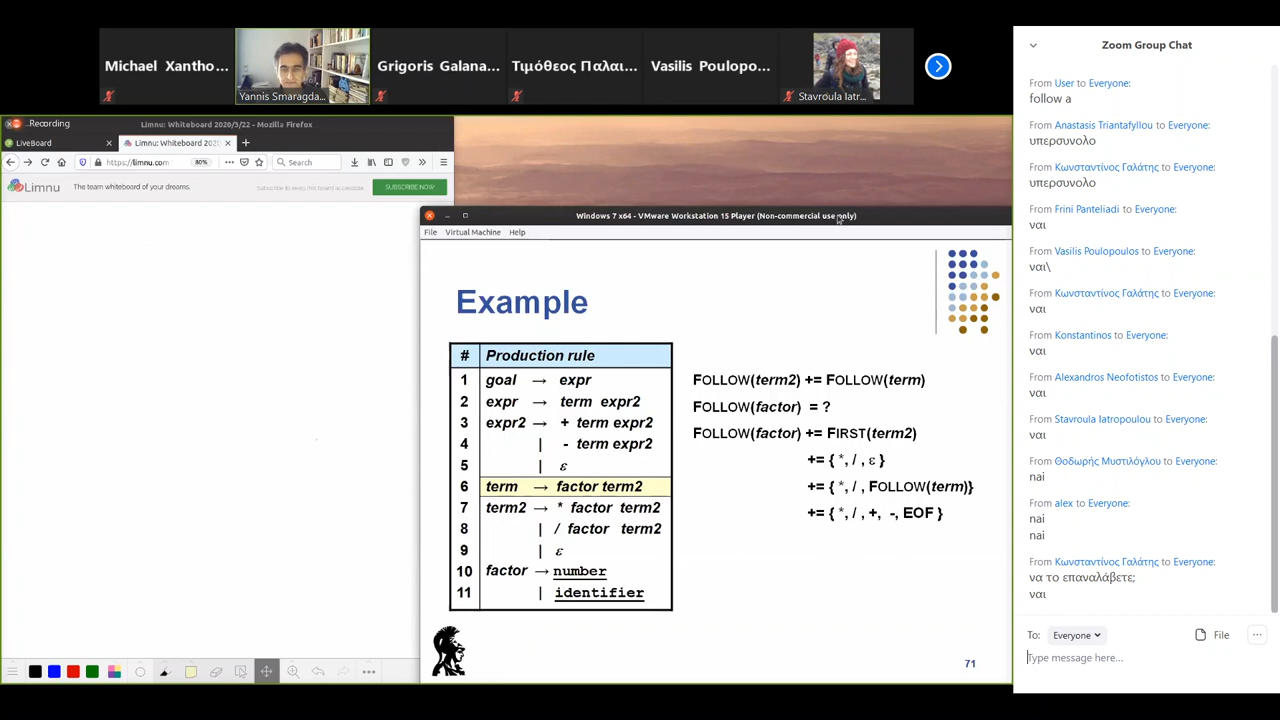 Michael Xantho...
Yannis Smaragda...
Grigoris Galana...
Τιμόθεος Παλαι...
Vasilis Poulopo...
Stavroula Iatr...
Recording
Limnu: Whiteboard 2020/3/22 - Mozilla Firefox
LiveBoard
Limnu: Whiteboard 202
https://limnu.com
80%
Search
Limnu
The team whiteboard of your dreams.
Subscribe to keep this board accessible.
SUBSCRIBE NOW
Windows 7 x64 - VMware Workstation 15 Player (Non-commercial use only)
File Virtual Machine Help
Example
# Production rule
1 goal → expr
2 expr → term expr2
3 expr2 → + term expr2
4 | - term expr2
5 | ε
6 term → factor term2
7 term2 → * factor term2
8 | / factor term2
9 | ε
10 factor → number
11 | identifier
FOLLOW(term2) += FOLLOW(term)
FOLLOW(factor) = ?
FOLLOW(factor) += FIRST(term2)
+= { *, / , ε }
+= { *, / , FOLLOW(term)}
+= { *, / , +, -, EOF }
71
Zoom Group Chat
From User to Everyone:
follow a
From Anastasis Triantafyllou to Everyone:
υπερσυνολο
From Κωνσταντίνος Γαλάτης to Everyone:
υπερσυνολο
From Frini Panteliadi to Everyone:
ναι
From Vasilis Poulopoulos to Everyone:
ναι\
From Κωνσταντίνος Γαλάτης to Everyone:
ναι
From Konstantinos to Everyone:
ναι
From Alexandros Neofotistos to Everyone:
ναι
From Stavroula Iatropoulou to Everyone:
ναι
From Θοδωρής Μυστιλόγλου to Everyone:
nai
From alex to Everyone:
nai
nai
From Κωνσταντίνος Γαλάτης to Everyone:
να το επαναλάβετε;
ναι
To: Everyone
File
Type message here...